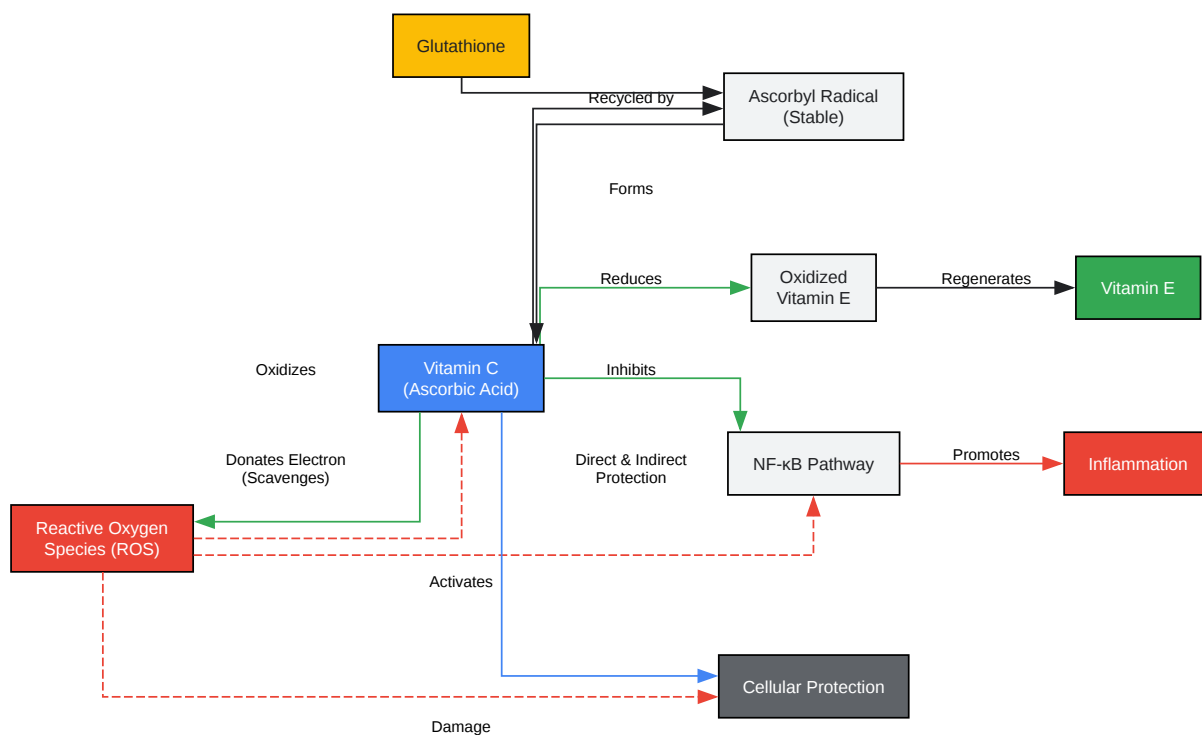 Glutathione
Recycled by
Ascorbyl Radical
(Stable)
Forms
Reduces
Oxidized
Vitamin E
Regenerates
Vitamin E
Oxidizes
Vitamin C
(Ascorbic Acid)
Inhibits
Donates Electron
(Scavenges)
Direct & Indirect
Protection
NF-κB Pathway
Promotes
Inflammation
Reactive Oxygen
Species (ROS)
Activates
Cellular Protection
Damage